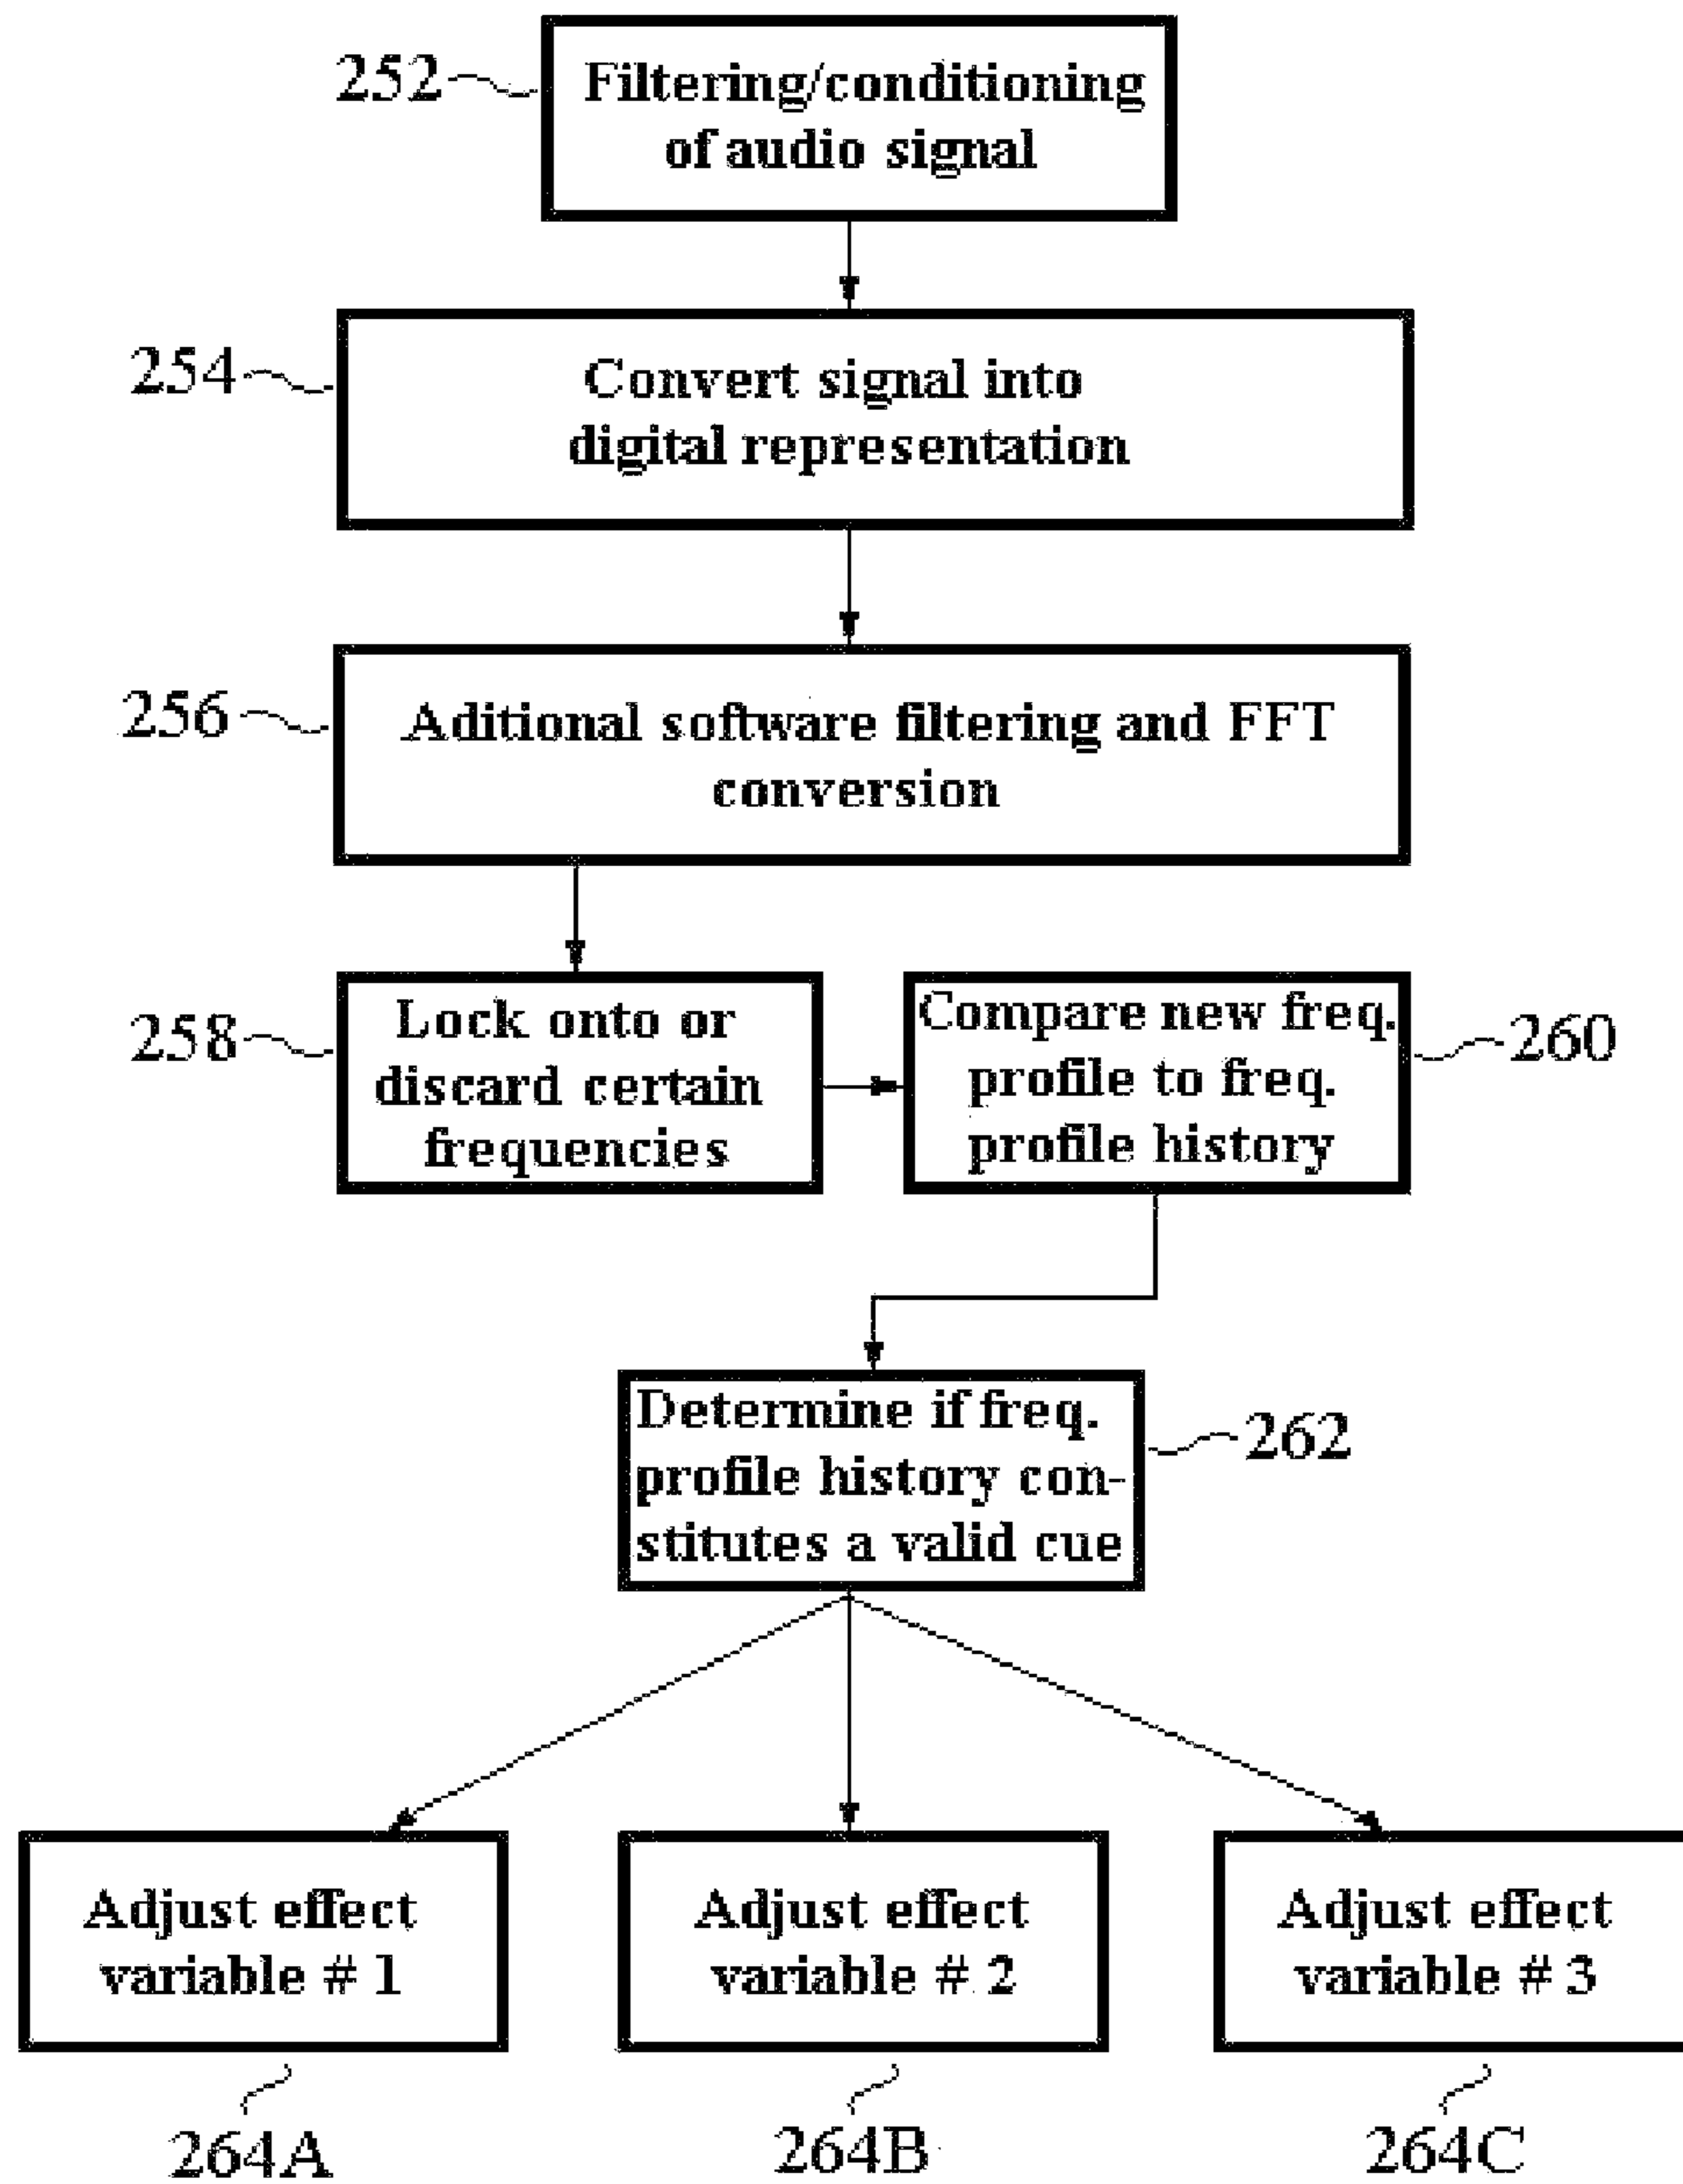 252
Filtering/conditioning
of audio signal
254
Convert signal into
digital representation
256
Aditional software filtering and FFT
conversion
258
Lock onto or
discard certain
frequencies
Compare new freq.
profile to freq.
profile history
260
Determine if freq.
profile history con-
stitutes a valid cue
262
Adjust effect
variable # 1
Adjust effect
variable # 2
Adjust effect
variable # 3
264A
264B
264C